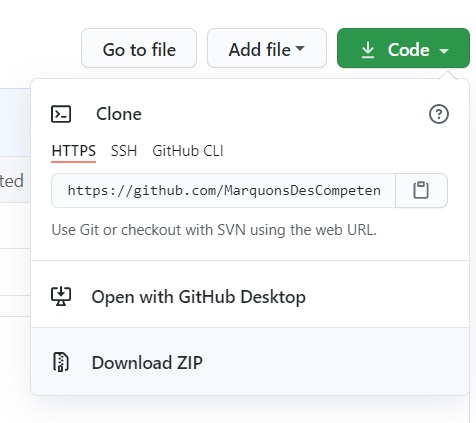 Go to file Add file Code
Clone
HTTPS SSH GitHub CLI
https://github.com/MarquonsDesCompeten
ted
Use Git or checkout with SVN using the web URL.
Open with GitHub Desktop
Download ZIP